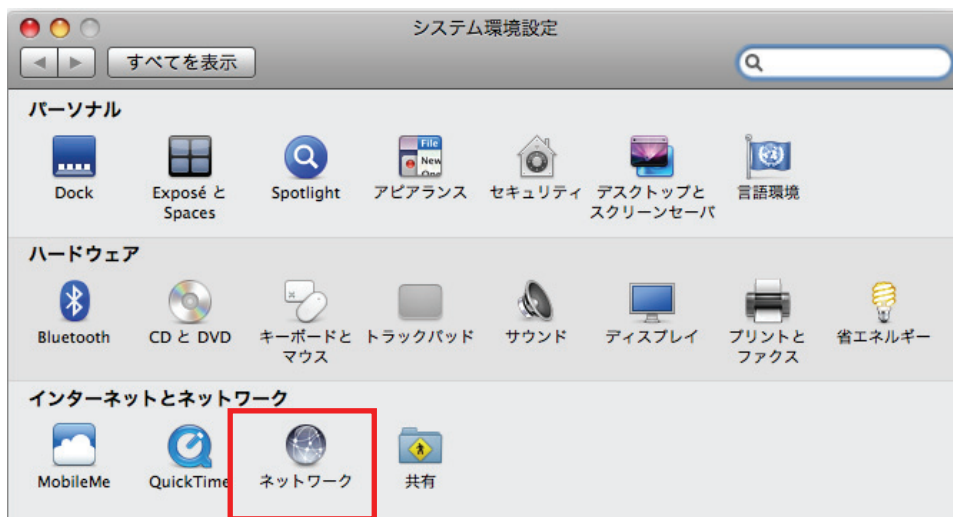 システム環境設定
すべてを表示
パーソナル
Dock
Exposé と
Spaces
Spotlight
File
New
One
アピアランス
セキュリティ
デスクトップと
スクリーンセーバ
言語環境
ハードウェア
Bluetooth
CD と DVD
キーボードと
マウス
トラックパッド
サウンド
ディスプレイ
プリントと
ファクス
省エネルギー
インターネットとネットワーク
MobileMe
QuickTime
ネットワーク
共有